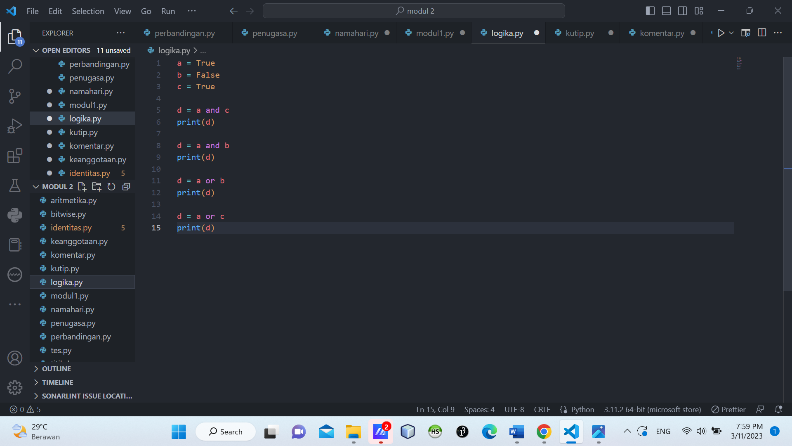 File Edit Selection View Go Run ···
modul 2
EXPLORER ···
OPEN EDITORS 11 unsaved
perbandingan.py
penugasa.py
namahari.py
modul1.py
logika.py
kutip.py
komentar.py
keanggotaan.py
identitas.py 5
MODUL 2
aritmetika.py
bitwise.py
identitas.py 5
keanggotaan.py
komentar.py
kutip.py
logika.py
modul1.py
namahari.py
penugasa.py
perbandingan.py
tes.py
OUTLINE
TIMELINE
SONARLINT ISSUE LOCATI...
perbandingan.py penugasa.py namahari.py modul1.py logika.py kutip.py komentar.py
logika.py > ...
1 a = True
2 b = False
3 c = True
4
5 d = a and c
6 print(d)
7
8 d = a and b
9 print(d)
10
11 d = a or b
12 print(d)
13
14 d = a or c
15 print(d)
0 5 Ln 15, Col 9 Spaces: 4 UTF-8 CRLF Python 3.11.2 64-bit (microsoft store) Prettier
29°C
Berawan
Search
2
ENG
7:59 PM
3/11/2023
1